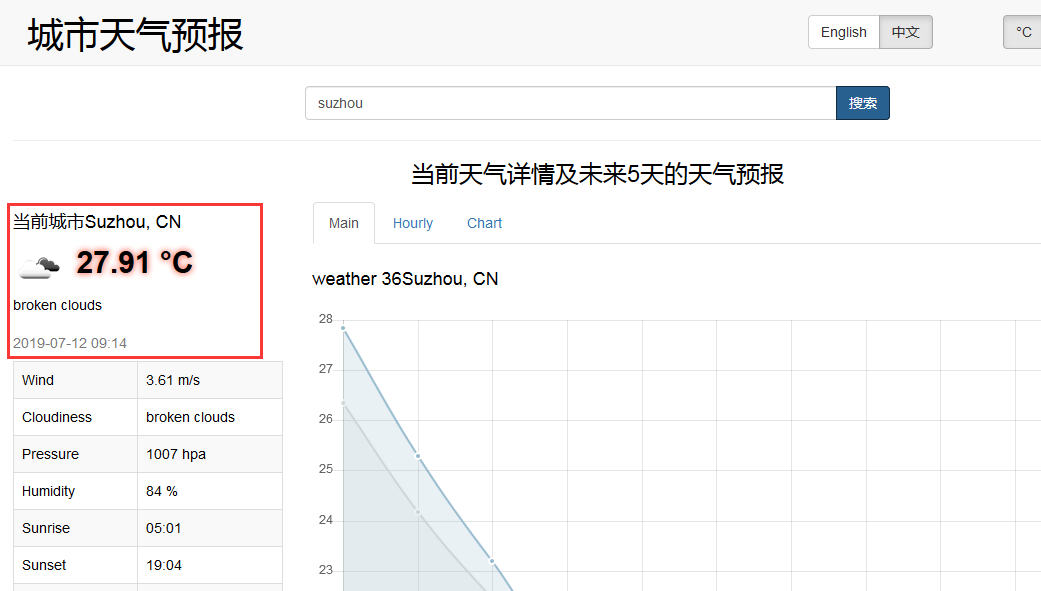 城市天气预报
English 中文 °C
suzhou 搜索
当前天气详情及未来5天的天气预报
当前城市Suzhou, CN
27.91 °C
broken clouds
2019-07-12 09:14
Wind 3.61 m/s
Cloudiness broken clouds
Pressure 1007 hpa
Humidity 84 %
Sunrise 05:01
Sunset 19:04
Main Hourly Chart
weather 36Suzhou, CN
28
27
26
25
24
23